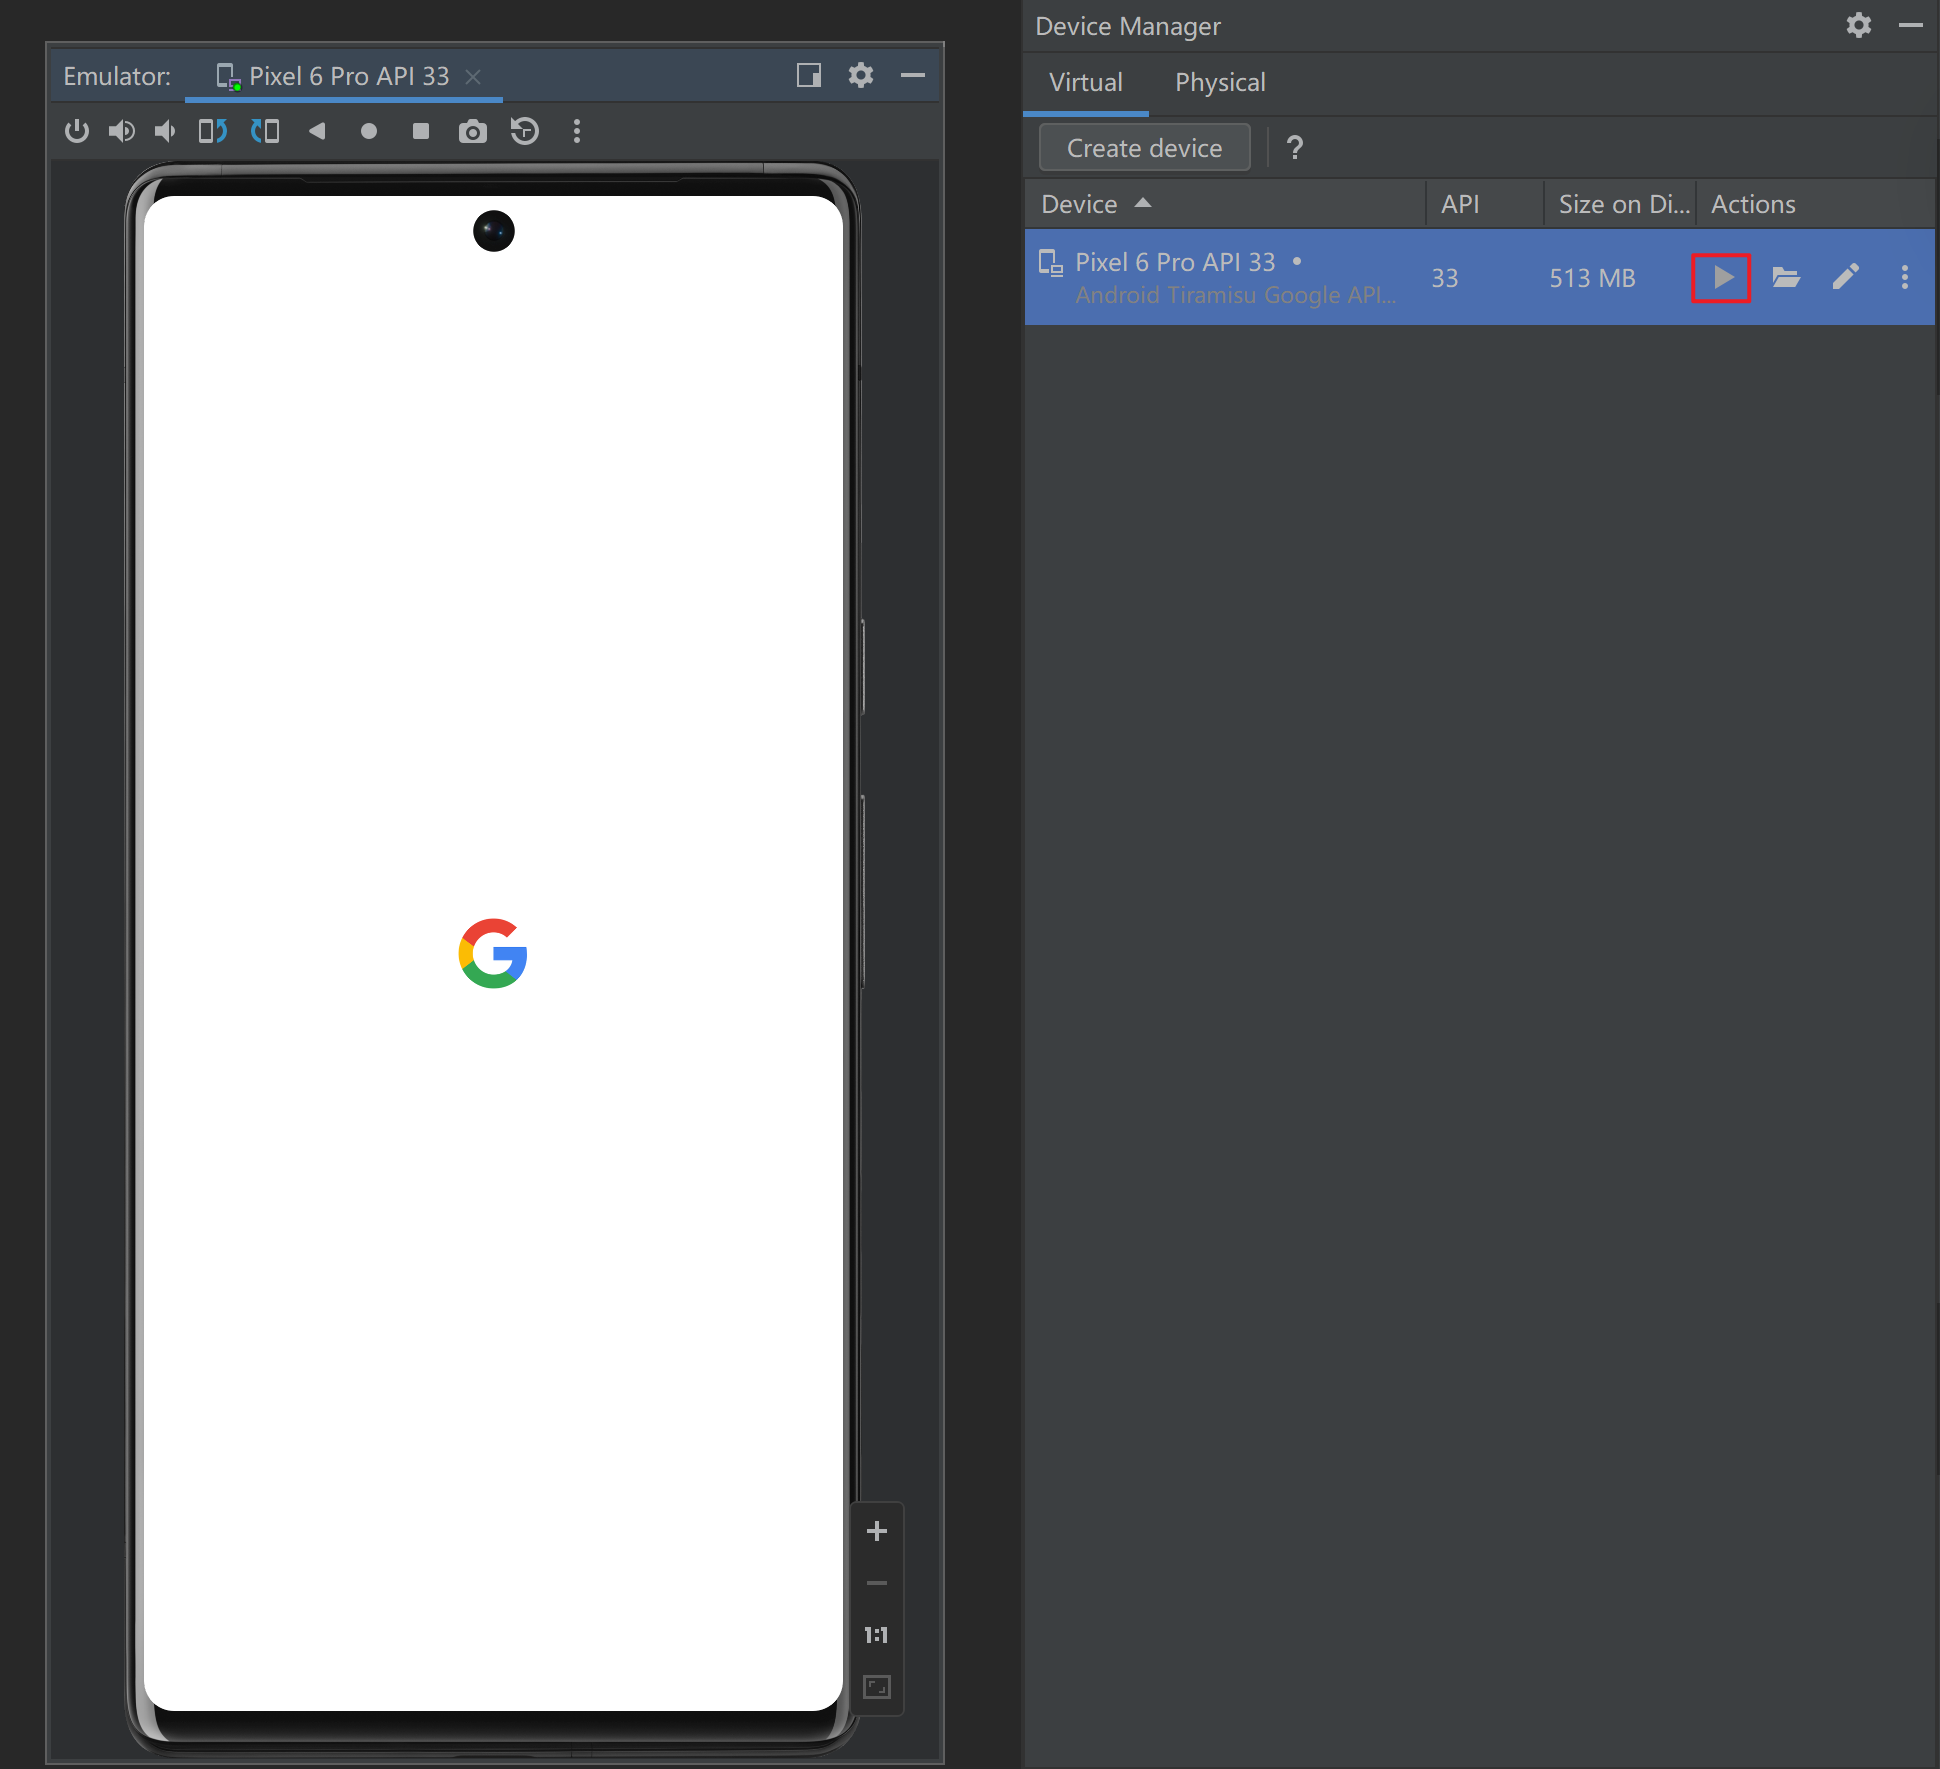 Emulator: Pixel 6 Pro API 33
1:1
Device Manager
Virtual Physical
Create device ?
Device API Size on Di... Actions
Pixel 6 Pro API 33 33 513 MB
Android Tiramisu Google API...